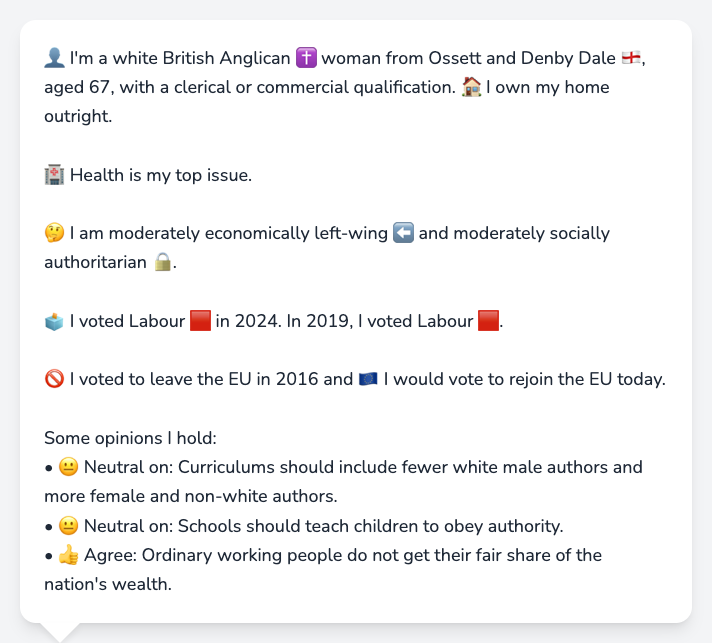 👤 I'm a white British Anglican ✝️ woman from Ossett and Denby Dale 🏴󠁧󠁢󠁥󠁮󠁧󠁿,
aged 67, with a clerical or commercial qualification. 🏠 I own my home
outright.
🏥 Health is my top issue.
🤔 I am moderately economically left-wing ⬅️ and moderately socially
authoritarian 🔒.
🗳️ I voted Labour 🟥 in 2024. In 2019, I voted Labour 🟥.
🚫 I voted to leave the EU in 2016 and 🇪🇺 I would vote to rejoin the EU today.
Some opinions I hold:
• 😐 Neutral on: Curriculums should include fewer white male authors and
more female and non-white authors.
• 😐 Neutral on: Schools should teach children to obey authority.
• 👍 Agree: Ordinary working people do not get their fair share of the
nation's wealth.